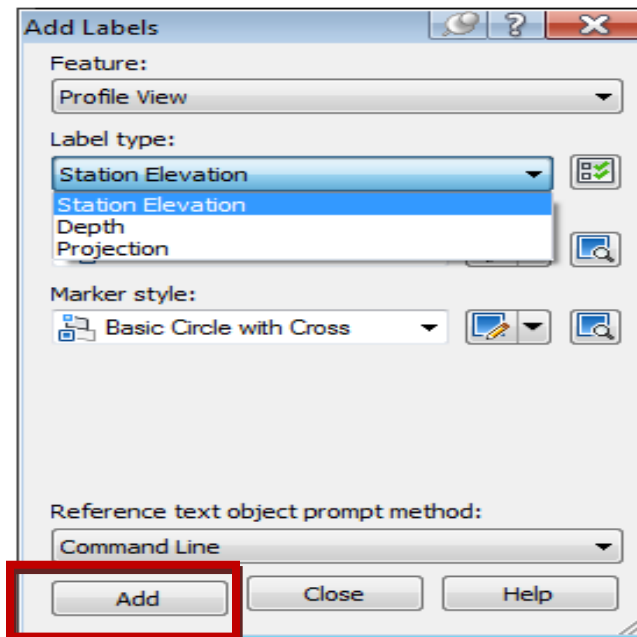 Add Labels
Feature:
Profile View
Label type:
Station Elevation
Station Elevation
Depth
Projection
Marker style:
Basic Circle with Cross
Reference text object prompt method:
Command Line
Add Close Help